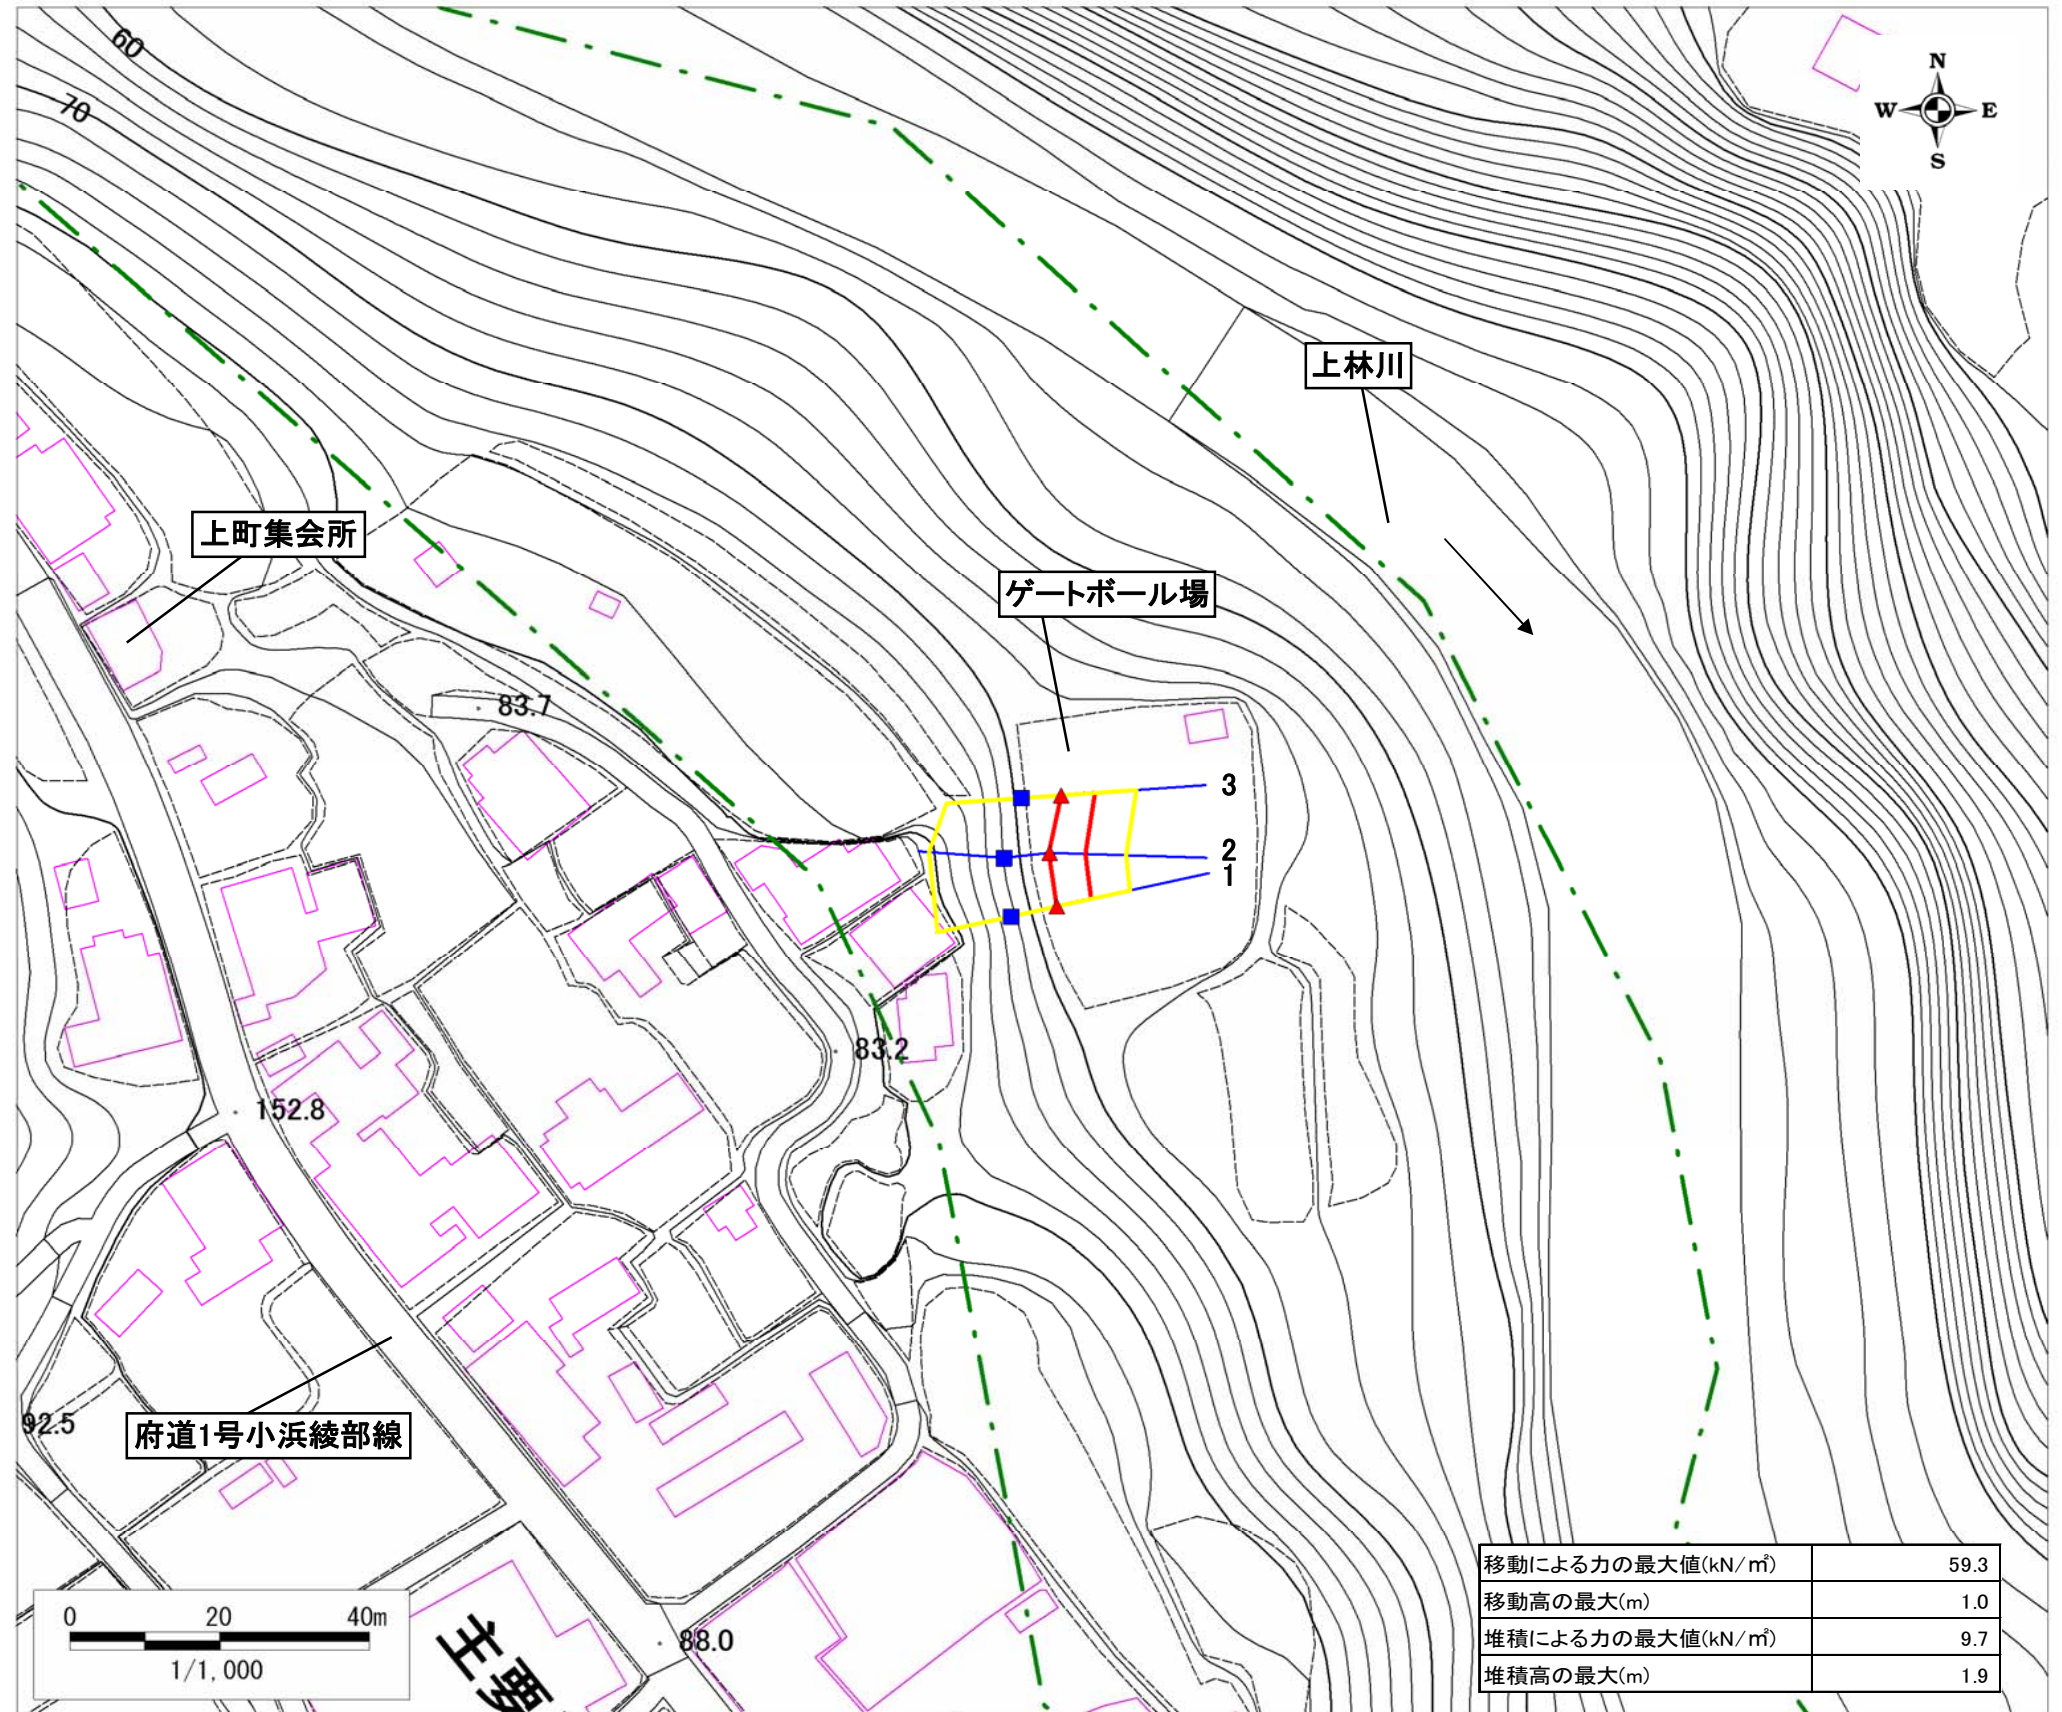 60
70
N
W E
S
上林川
上町集会所
ゲートボール場
83.7
3
2
1
83.2
152.8
92.5
府道1号小浜綾部線
移動による力の最大値(kN/㎡) 59.3
移動高の最大(m) 1.0
堆積による力の最大値(kN/㎡) 9.7
堆積高の最大(m) 1.9
0 20 40m
1/1,000
88.0
主要